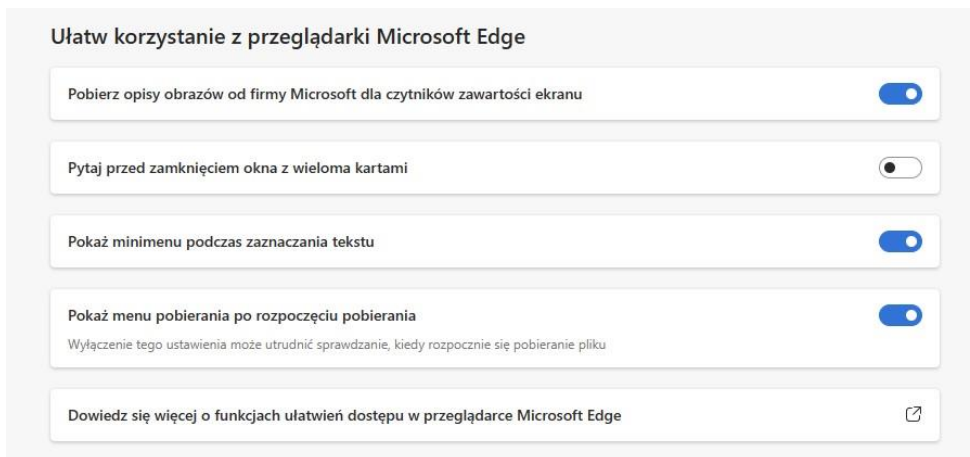 Ułatw korzystanie z przeglądarki Microsoft Edge
Pobierz opisy obrazów od firmy Microsoft dla czytników zawartości ekranu
Pytaj przed zamknięciem okna z wieloma kartami
Pokaż minimenu podczas zaznaczania tekstu
Pokaż menu pobierania po rozpoczęciu pobierania
Wyłączenie tego ustawienia może utrudnić sprawdzanie, kiedy rozpocznie się pobieranie pliku
Dowiedz się więcej o funkcjach ułatwień dostępu w przeglądarce Microsoft Edge